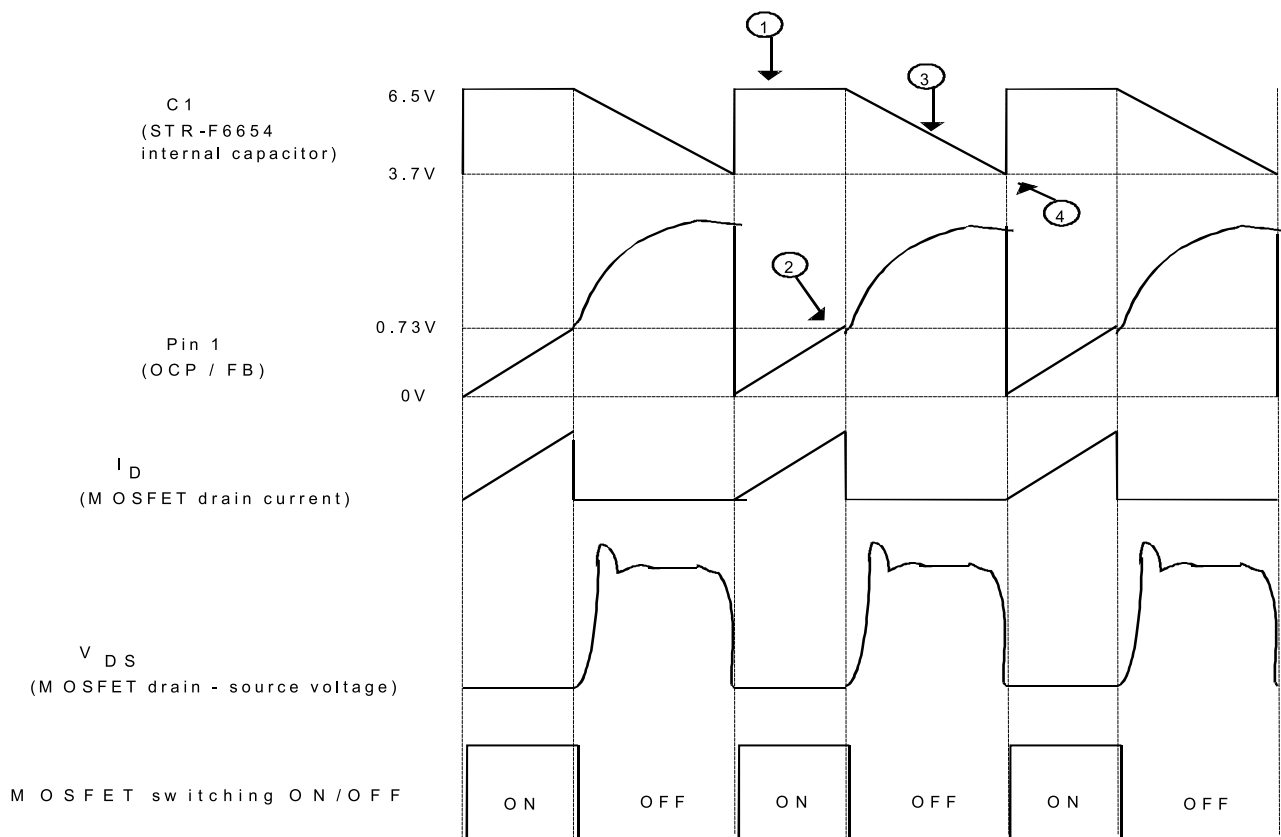 1
3
C1
(STR-F6654
internal capacitor)
6.5V
3.7V
4
2
0.73V
Pin 1
(OCP / FB)
0V
I D
(MOSFET drain current)
V DS
(MOSFET drain - source voltage)
MOSFET switching ON/OFF
ON
OFF
ON
OFF
ON
OFF